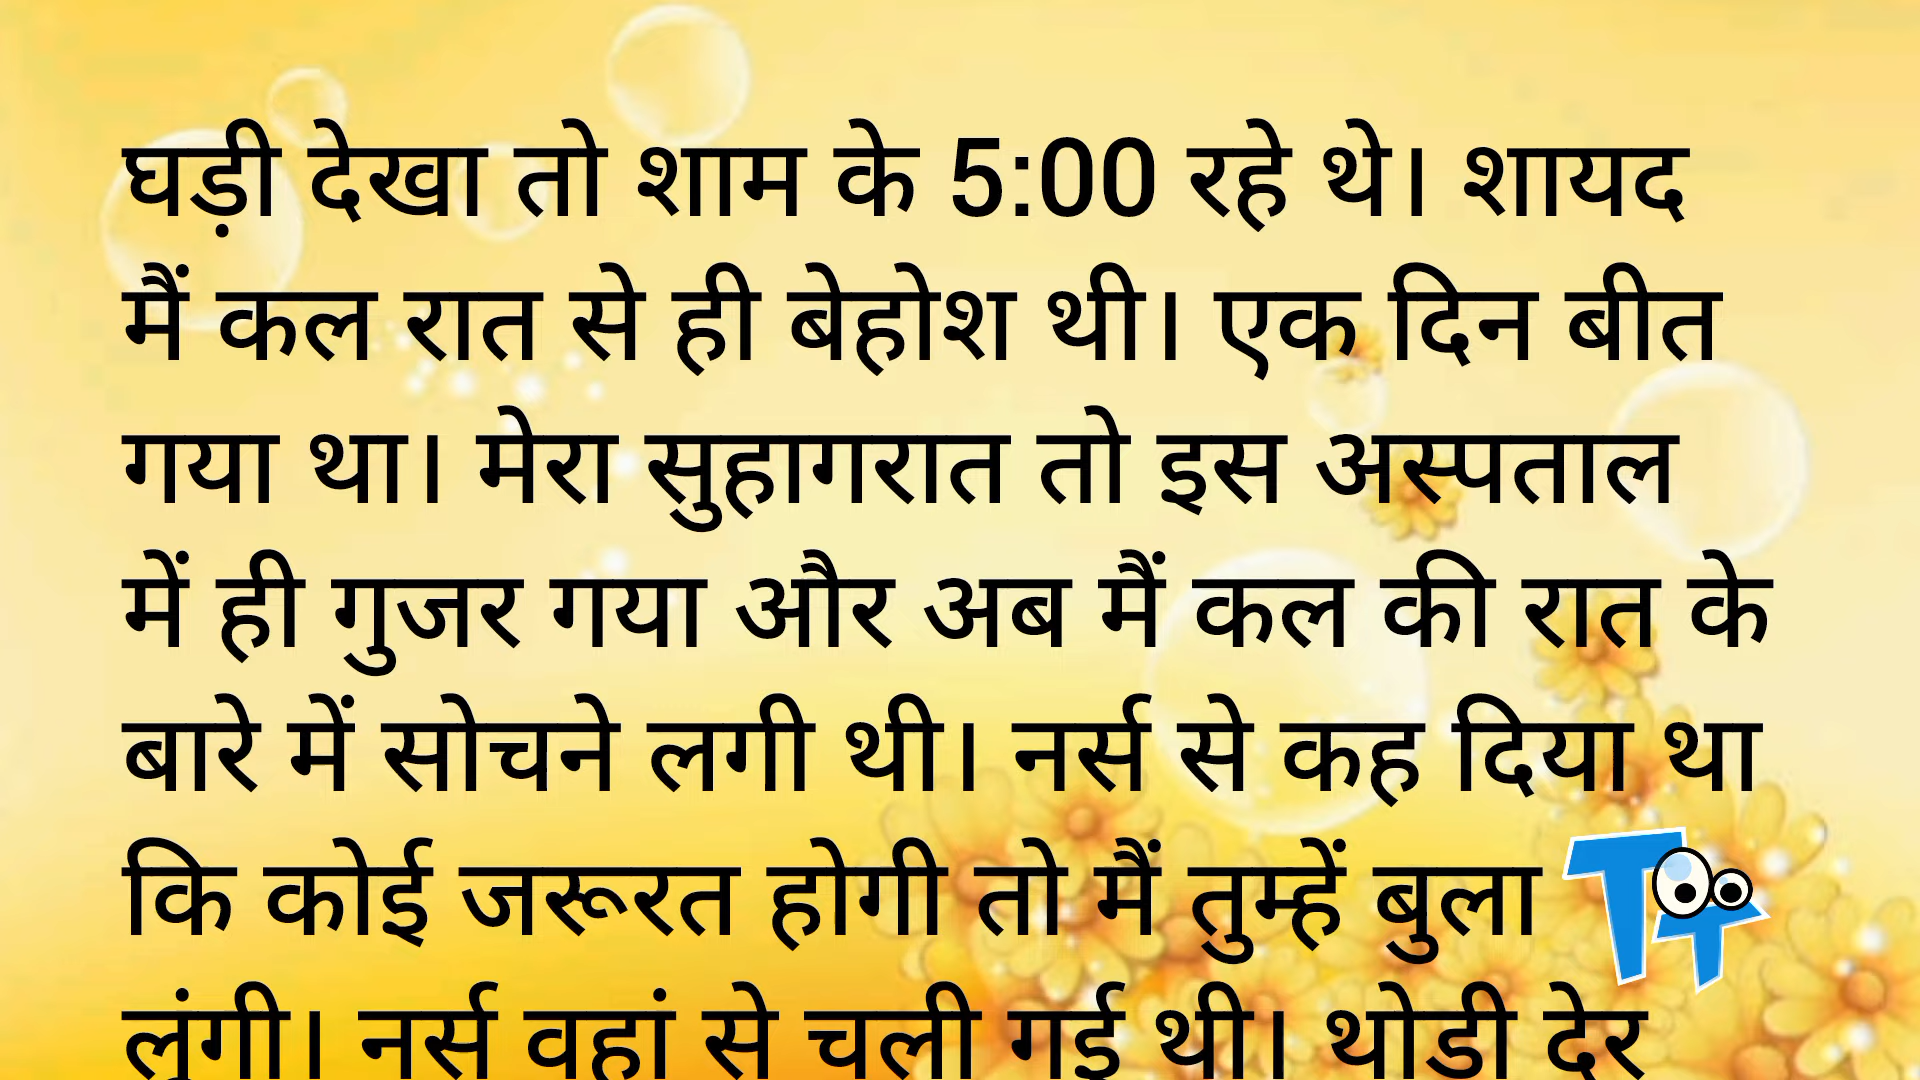 घड़ी देखा तो शाम के 5:00 रहे थे। शायद
मैं कल रात से ही बेहोश थी। एक दिन बीत
गया था। मेरा सुहागरात तो इस अस्पताल
में ही गुजर गया और अब मैं कल की रात के
बारे में सोचने लगी थी। नर्स से कह दिया था
कि कोई जरूरत होगी तो मैं तुम्हें बुला
लूंगी। नर्स वहां से चली गई थी। थोडी देर
TT